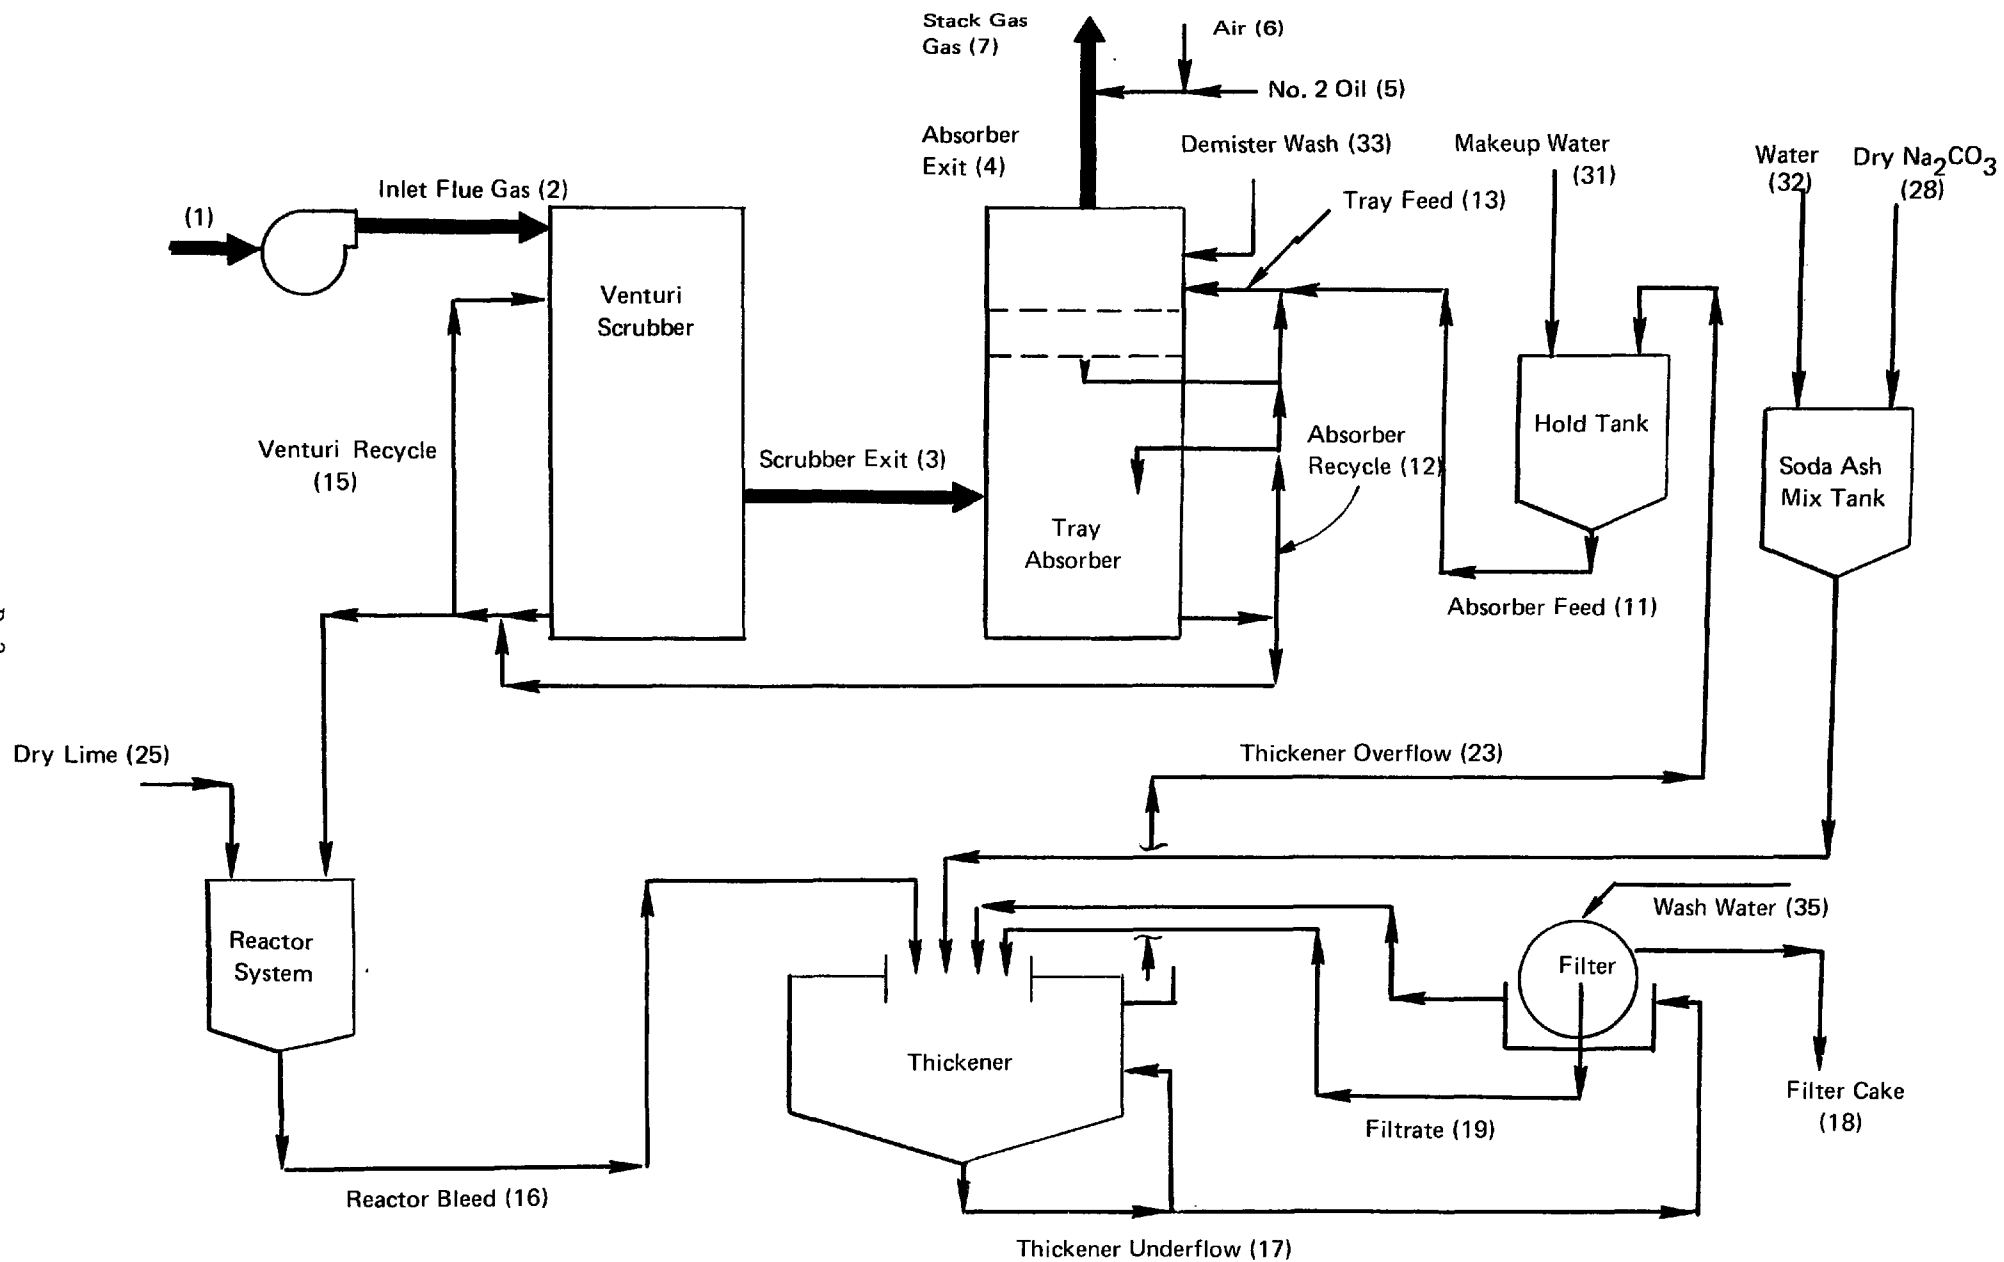 Stack Gas
Gas (7)
Air (6)
No. 2 Oil (5)
Absorber
Exit (4)
Demister Wash (33)
Makeup Water
(31)
Water
(32)
Dry Na2CO3
(28)
Inlet Flue Gas (2)
(1)
Tray Feed (13)
Venturi
Scrubber
Hold Tank
Venturi Recycle
(15)
Scrubber Exit (3)
Absorber
Recycle (12)
Soda Ash
Mix Tank
Tray
Absorber
Absorber Feed (11)
Dry Lime (25)
Thickener Overflow (23)
Wash Water (35)
Reactor
System
Filter
Thickener
Filter Cake
(18)
Filtrate (19)
Reactor Bleed (16)
Thickener Underflow (17)